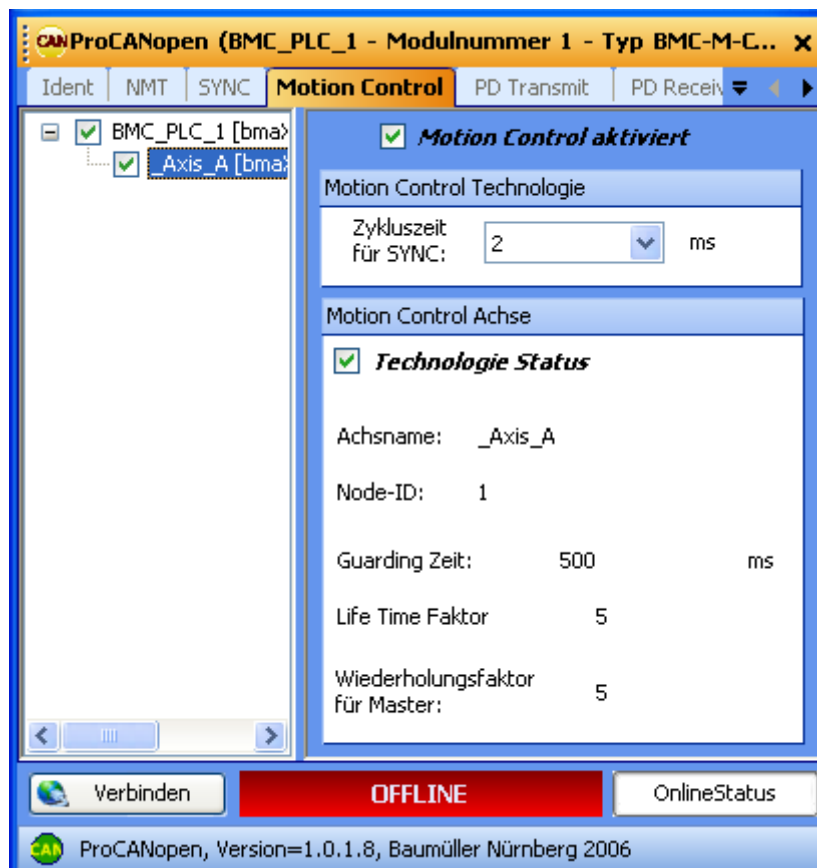 CAN ProCANopen (BMC_PLC_1 - Modulnummer 1 - Typ BMC-M-C...
Ident NMT SYNC Motion Control PD Transmit PD Receiv
BMC_PLC_1 [bmaX
_Axis_A [bmaX
Motion Control aktiviert
Motion Control Technologie
Zykluszeit
für SYNC: 2 ms
Motion Control Achse
Technologie Status
Achsname: _Axis_A
Node-ID: 1
Guarding Zeit: 500 ms
Life Time Faktor 5
Wiederholungsfaktor
für Master: 5
Verbinden OFFLINE OnlineStatus
CAN ProCANopen, Version=1.0.1.8, Baumüller Nürnberg 2006